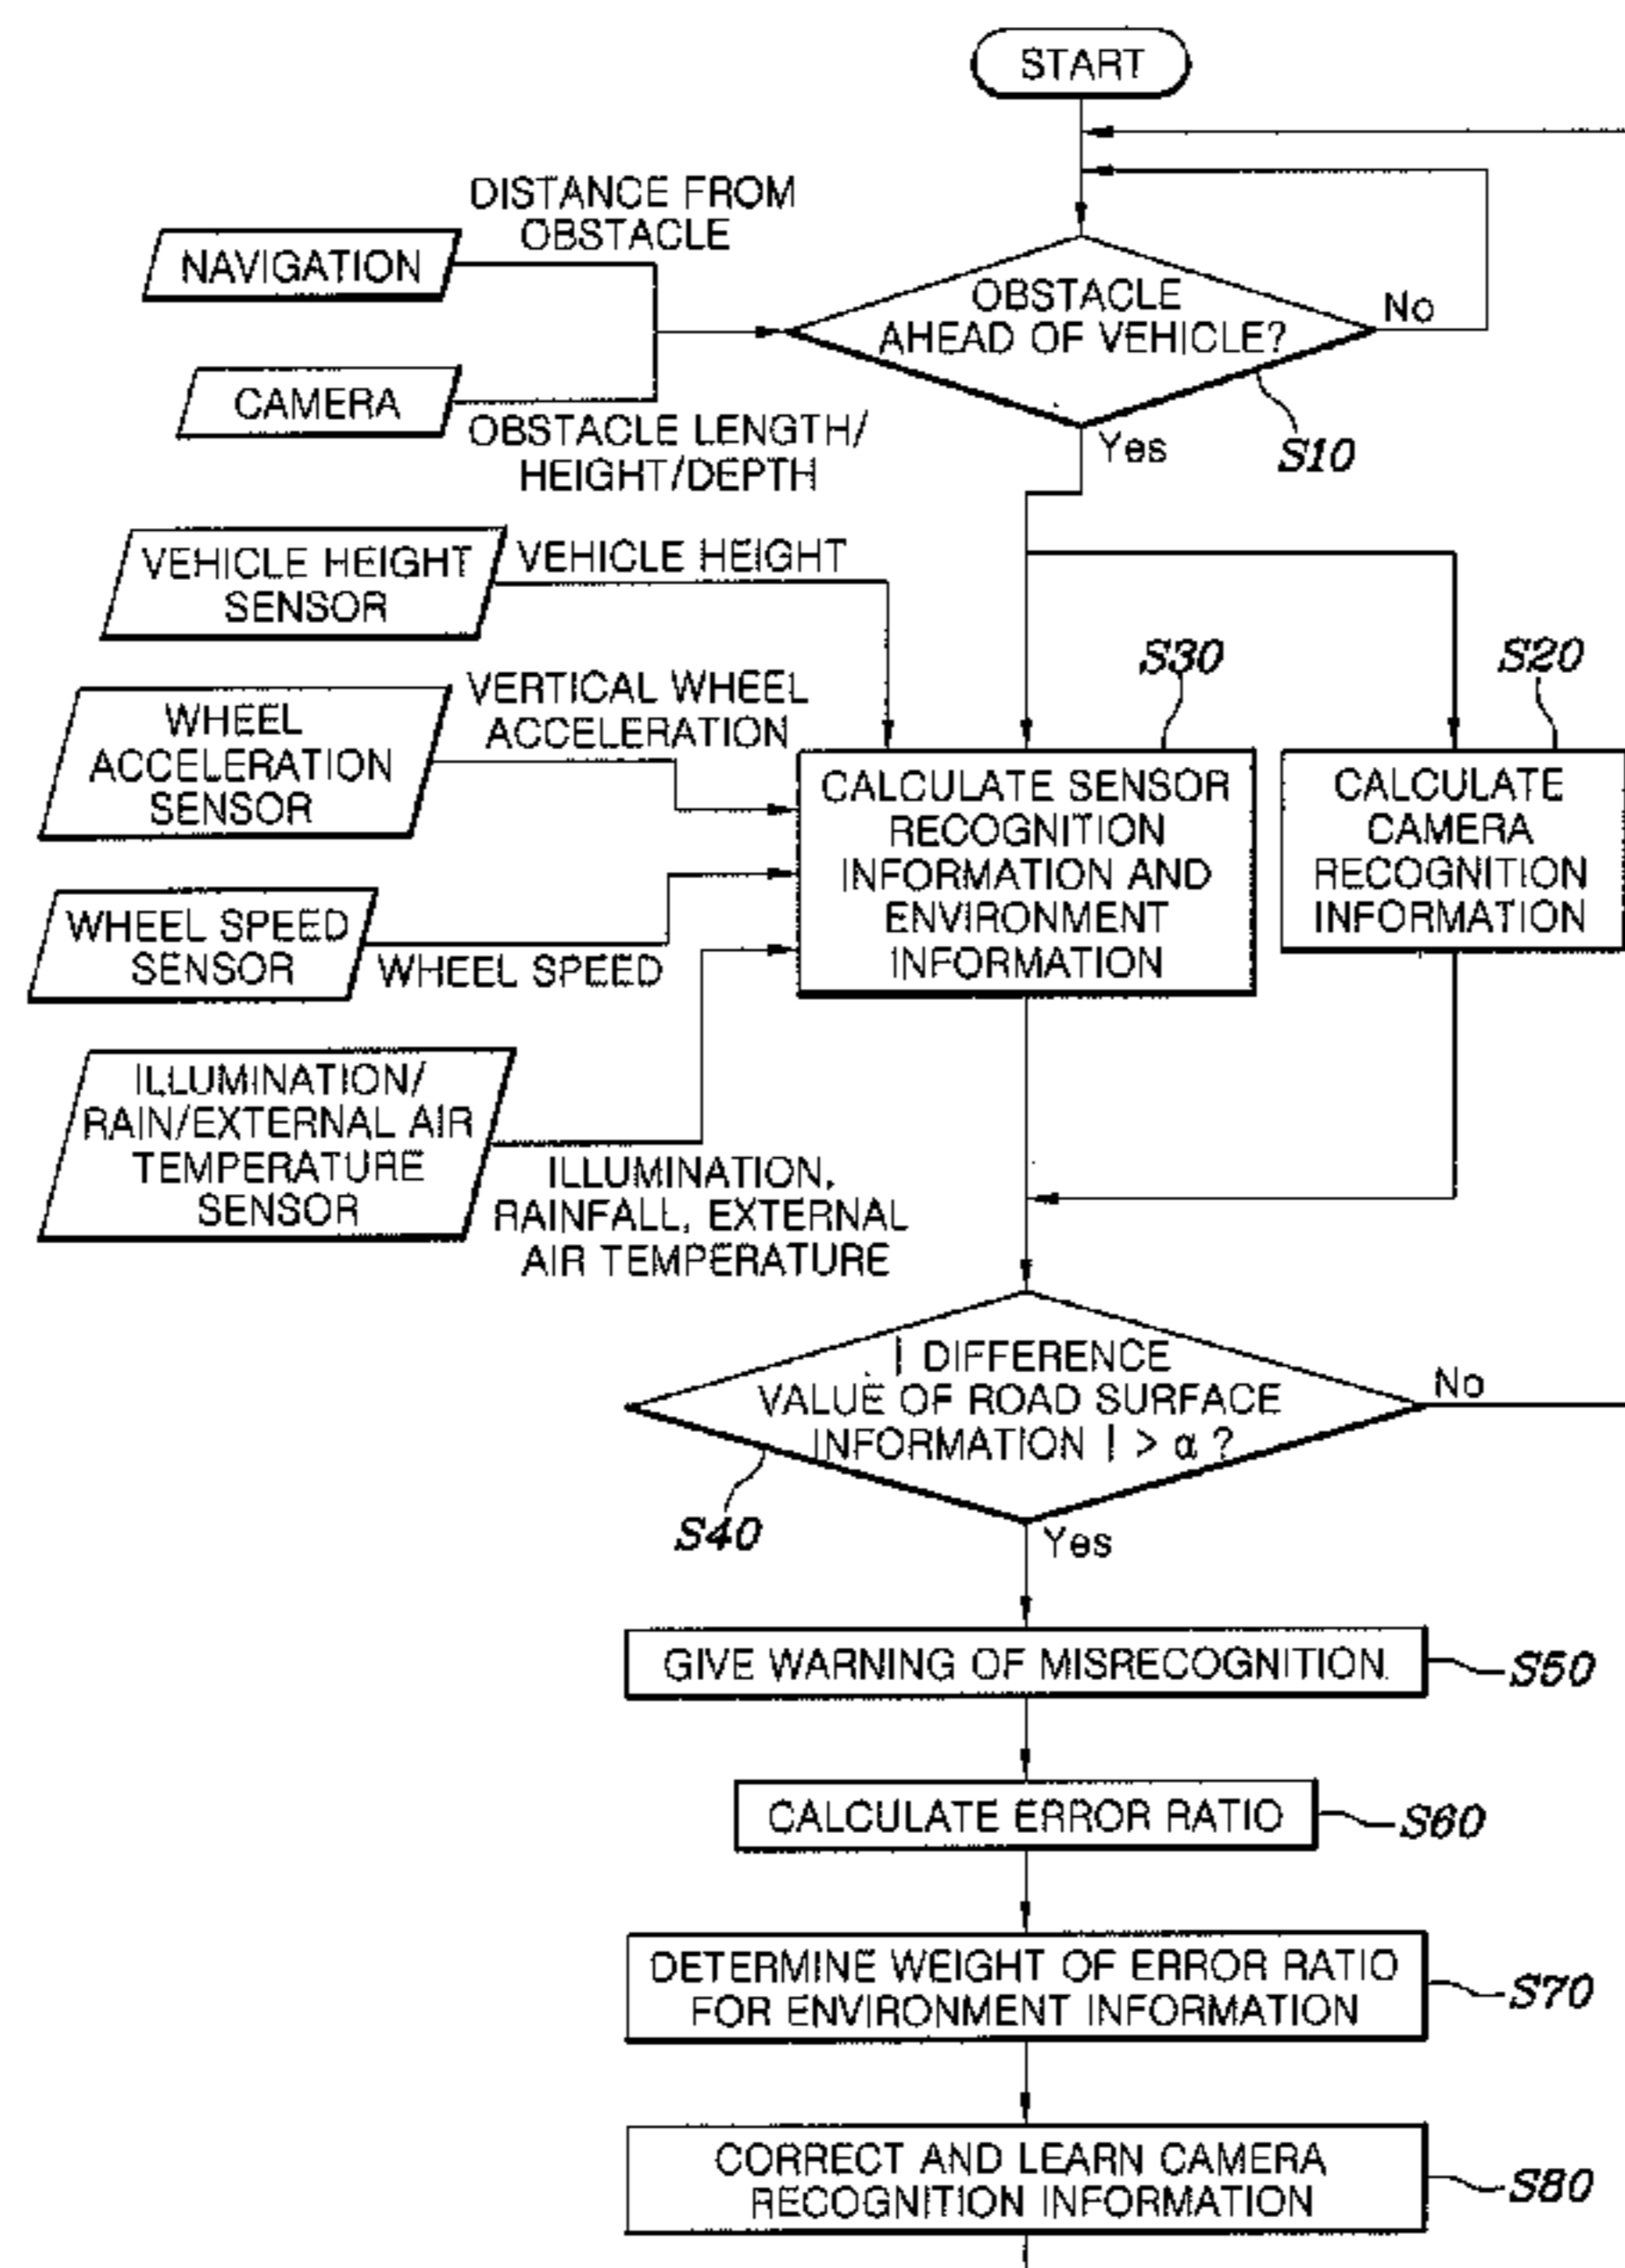 START
DISTANCE FROM
OBSTACLE
NAVIGATION
OBSTACLE
AHEAD OF VEHICLE?
No
CAMERA
OBSTACLE LENGTH/
HEIGHT/DEPTH
Yes
S10
VEHICLE HEIGHT
SENSOR
VEHICLE HEIGHT
S30
S20
WHEEL
ACCELERATION
SENSOR
VERTICAL WHEEL
ACCELERATION
CALCULATE SENSOR
RECOGNITION
INFORMATION AND
ENVIRONMENT
INFORMATION
CALCULATE
CAMERA
RECOGNITION
INFORMATION
WHEEL SPEED
SENSOR
WHEEL SPEED
ILLUMINATION/
RAIN/EXTERNAL AIR
TEMPERATURE
SENSOR
ILLUMINATION,
RAINFALL, EXTERNAL
AIR TEMPERATURE
| DIFFERENCE
VALUE OF ROAD SURFACE
INFORMATION | > α ?
No
S40
Yes
GIVE WARNING OF MISRECOGNITION
S50
CALCULATE ERROR RATIO
S60
DETERMINE WEIGHT OF ERROR RATIO
FOR ENVIRONMENT INFORMATION
S70
CORRECT AND LEARN CAMERA
RECOGNITION INFORMATION
S80